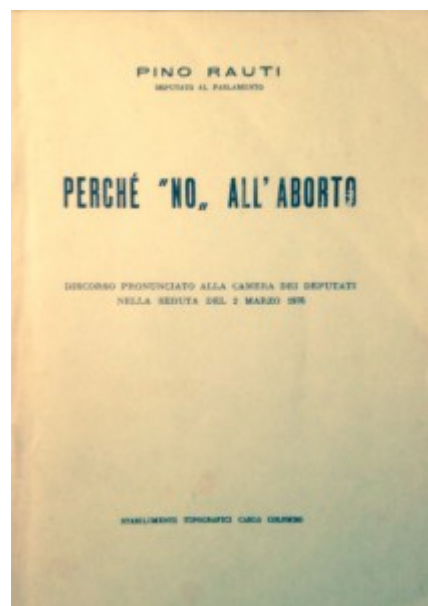 PINO RAUTI
DEPUTATO AL PARLAMENTO
PERCHÉ "NO„ ALL'ABORTO
DISCORSO PRONUNCIATO ALLA CAMERA DEI DEPUTATI
NELLA SEDUTA DEL 2 MARZO 1976
STABILIMENTI TIPOGRAFICI CARLO COLOMBO